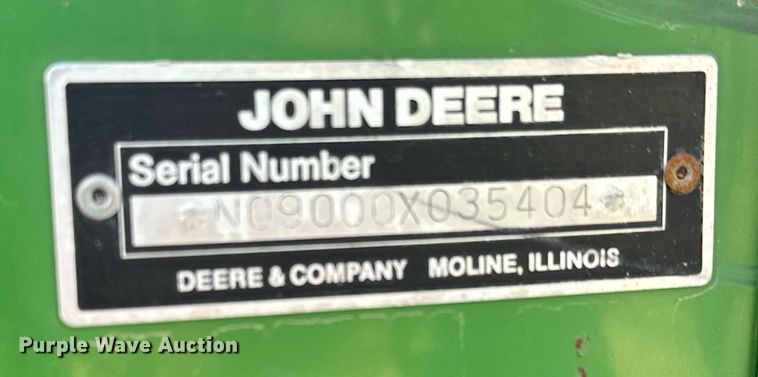 JOHN DEERE
Serial Number
*N09000X035404*
DEERE & COMPANY MOLINE, ILLINOIS
Purple Wave Auction